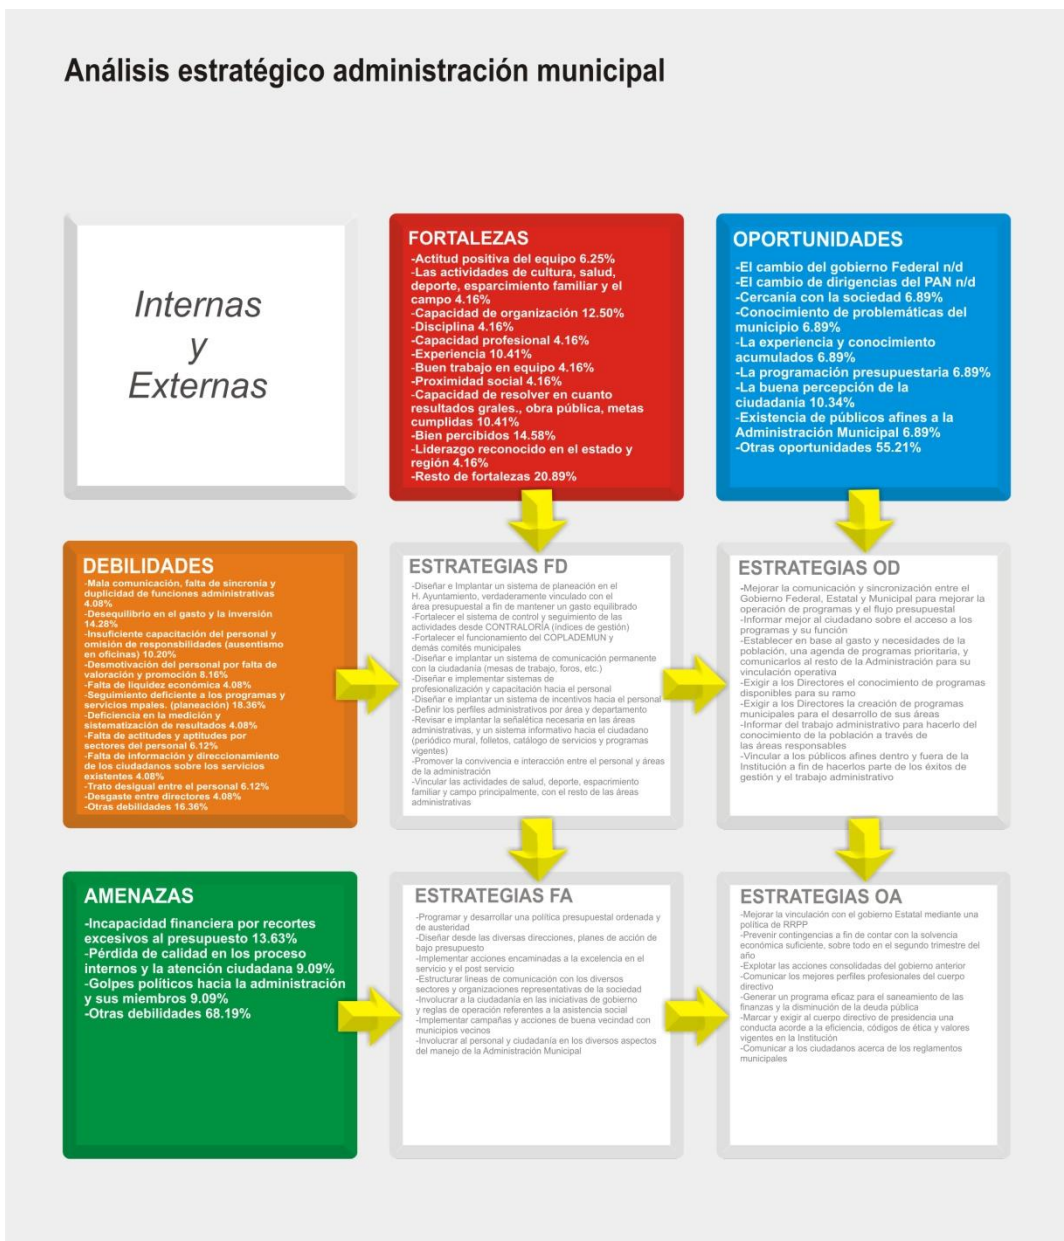 Análisis estratégico administración municipal
Internas
y
Externas
FORTALEZAS
-Actitud positiva del equipo 6.25%
-Las actividades de cultura, salud,
deporte, esparcimiento familiar y el
campo 4.16%
-Capacidad de organización 12.50%
-Disciplina 4.16%
-Capacidad profesional 4.16%
-Experiencia 10.41%
-Buen trabajo en equipo 4.16%
-Proximidad social 4.16%
-Capacidad de resolver en cuanto
resultados grales., obra pública, metas
cumplidas 10.41%
-Bien percibidos 14.58%
-Liderazgo reconocido en el estado y
región 4.16%
-Resto de fortalezas 20.89%
OPORTUNIDADES
-El cambio del gobierno Federal n/d
-El cambio de dirigencias del PAN n/d
-Cercanía con la sociedad 6.89%
-Conocimiento de problemáticas del
municipio 6.89%
-La experiencia y conocimiento
acumulados 6.89%
-La programación presupuestaria 6.89%
-La buena percepción de la
ciudadanía 10.34%
-Existencia de públicos afines a la
Administración Municipal 6.89%
-Otras oportunidades 55.21%
DEBILIDADES
-Mala comunicación, falta de sincronía y
duplicidad de funciones administrativas
4.08%
-Desequilibrio en el gasto y la inversión
14.28%
-Insuficiente capacitación del personal y
omisión de responsbilidades (ausentismo
en oficinas) 10.20%
-Desmotivación del personal por falta de
valoración y promoción 8.16%
-Falta de liquidez económica 4.08%
-Seguimiento deficiente a los programas y
servicios mpales. (planeación) 18.36%
-Deficiencia en la medición y
sistematización de resultados 4.08%
-Falta de actitudes y aptitudes por
sectores del personal 6.12%
-Falta de información y direccionamiento
de los ciudadanos sobre los servicios
existentes 4.08%
-Trato desigual entre el personal 6.12%
-Desgaste entre directores 4.08%
-Otras debilidades 16.36%
ESTRATEGIAS FD
-Diseñar e Implantar un sistema de planeación en el
H. Ayuntamiento, verdaderamente vinculado con el
área presupuestal a fin de mantener un gasto equilibrado
-Fortalecer el sistema de control y seguimiento de las
actividades desde CONTRALORIA (índices de gestión)
-Fortalecer el funcionamiento del COPLADEMUN y
demás comités municipales
-Diseñar e implantar un sistema de comunicación permanente
con la ciudadanía (mesas de trabajo, foros, etc.)
-Diseñar e implementar sistemas de
profesionalización y capacitación hacia el personal
-Diseñar e implantar un sistema de incentivos hacia el personal
-Definir los perfiles administrativos por área y departamento
-Revisar e implantar la señalética necesaria en las áreas
administrativas, y un sistema informativo hacia el ciudadano
(periódico mural, folletos, catálogo de servicios y programas
vigentes)
-Promover la convivencia e interacción entre el personal y áreas
de la administración
-Vincular las actividades de salud, deporte, espacrimiento
familiar y campo principalmente, con el resto de las áreas
administrativas
ESTRATEGIAS OD
-Mejorar la comunicación y sincronización entre el
Gobierno Federal, Estatal y Municipal para mejorar la
operación de programas y el flujo presupuestal
-Informar mejor al ciudadano sobre el acceso a los
programas y su función
-Establecer en base al gasto y necesidades de la
población, una agenda de programas prioritaria, y
comunicarlos al resto de la Administración para su
vinculación operativa
-Exigir a los Directores el conocimiento de programas
disponibles para su ramo
-Exigir a los Directores la creación de programas
municipales para el desarrollo de sus áreas
-Informar del trabajo administrativo para hacerlo del
conocimiento de la población a través de
las áreas responsables
-Vincular a los públicos afines dentro y fuera de la
Institución a fin de hacerlos parte de los éxitos de
gestión y el trabajo administrativo
AMENAZAS
-Incapacidad financiera por recortes
excesivos al presupuesto 13.63%
-Pérdida de calidad en los proceso
internos y la atención ciudadana 9.09%
-Golpes políticos hacia la administración
y sus miembros 9.09%
-Otras debilidades 68.19%
ESTRATEGIAS FA
-Programar y desarrollar una política presupuestal ordenada y
de austeridad
-Diseñar desde las diversas direcciones, planes de acción de
bajo presupuesto
-Implementar acciones encaminadas a la excelencia en el
servicio y el post servicio
-Estructurar lineas de comunicación con los diversos
sectores y organizaciones representativas de la sociedad
-Involucrar a la ciudadanía en las iniciativas de gobierno
y reglas de operación referentes a la asistencia social
-Implementar campañas y acciones de buena vecindad con
municipios vecinos
-Involucrar al personal y ciudadanía en los diversos aspectos
del manejo de la Administración Municipal
ESTRATEGIAS OA
-Mejorar la vinculación con el gobierno Estatal mediante una
política de RRPP
-Prevenir contingencias a fin de contar con la solvencia
económica suficiente, sobre todo en el segundo trimestre del
año
-Explotar las acciones consolidadas del gobierno anterior
-Comunicar los mejores perfiles profesionales del cuerpo
directivo
-Generar un programa eficaz para el saneamiento de las
finanzas y la disminución de la deuda pública
-Marcar y exigir al cuerpo directivo de presidencia una
conducta acorde a la eficiencia, códigos de ética y valores
vigentes en la Institución
-Comunicar a los ciudadanos acerca de los reglamentos
municipales